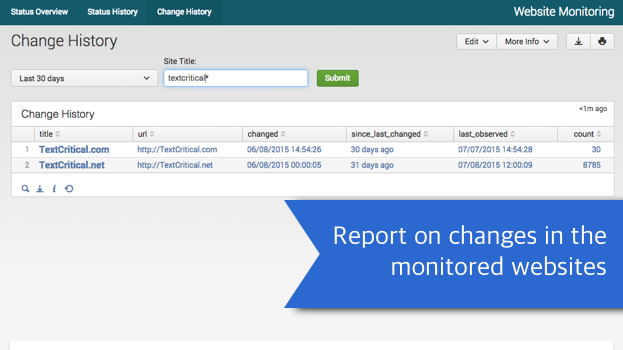 Status Overview Status History Change History Website Monitoring
Change History Edit More Info
Site Title:
Last 30 days textcritical* Submit
<1m ago
Change History
title url changed since_last_changed last_observed count
1 TextCritical.com http://TextCritical.com 06/08/2015 14:54:26 30 days ago 07/07/2015 14:54:28 30
2 TextCritical.net http://TextCritical.net 06/08/2015 00:00:05 31 days ago 07/08/2015 12:00:09 8785
Report on changes in the
monitored websites